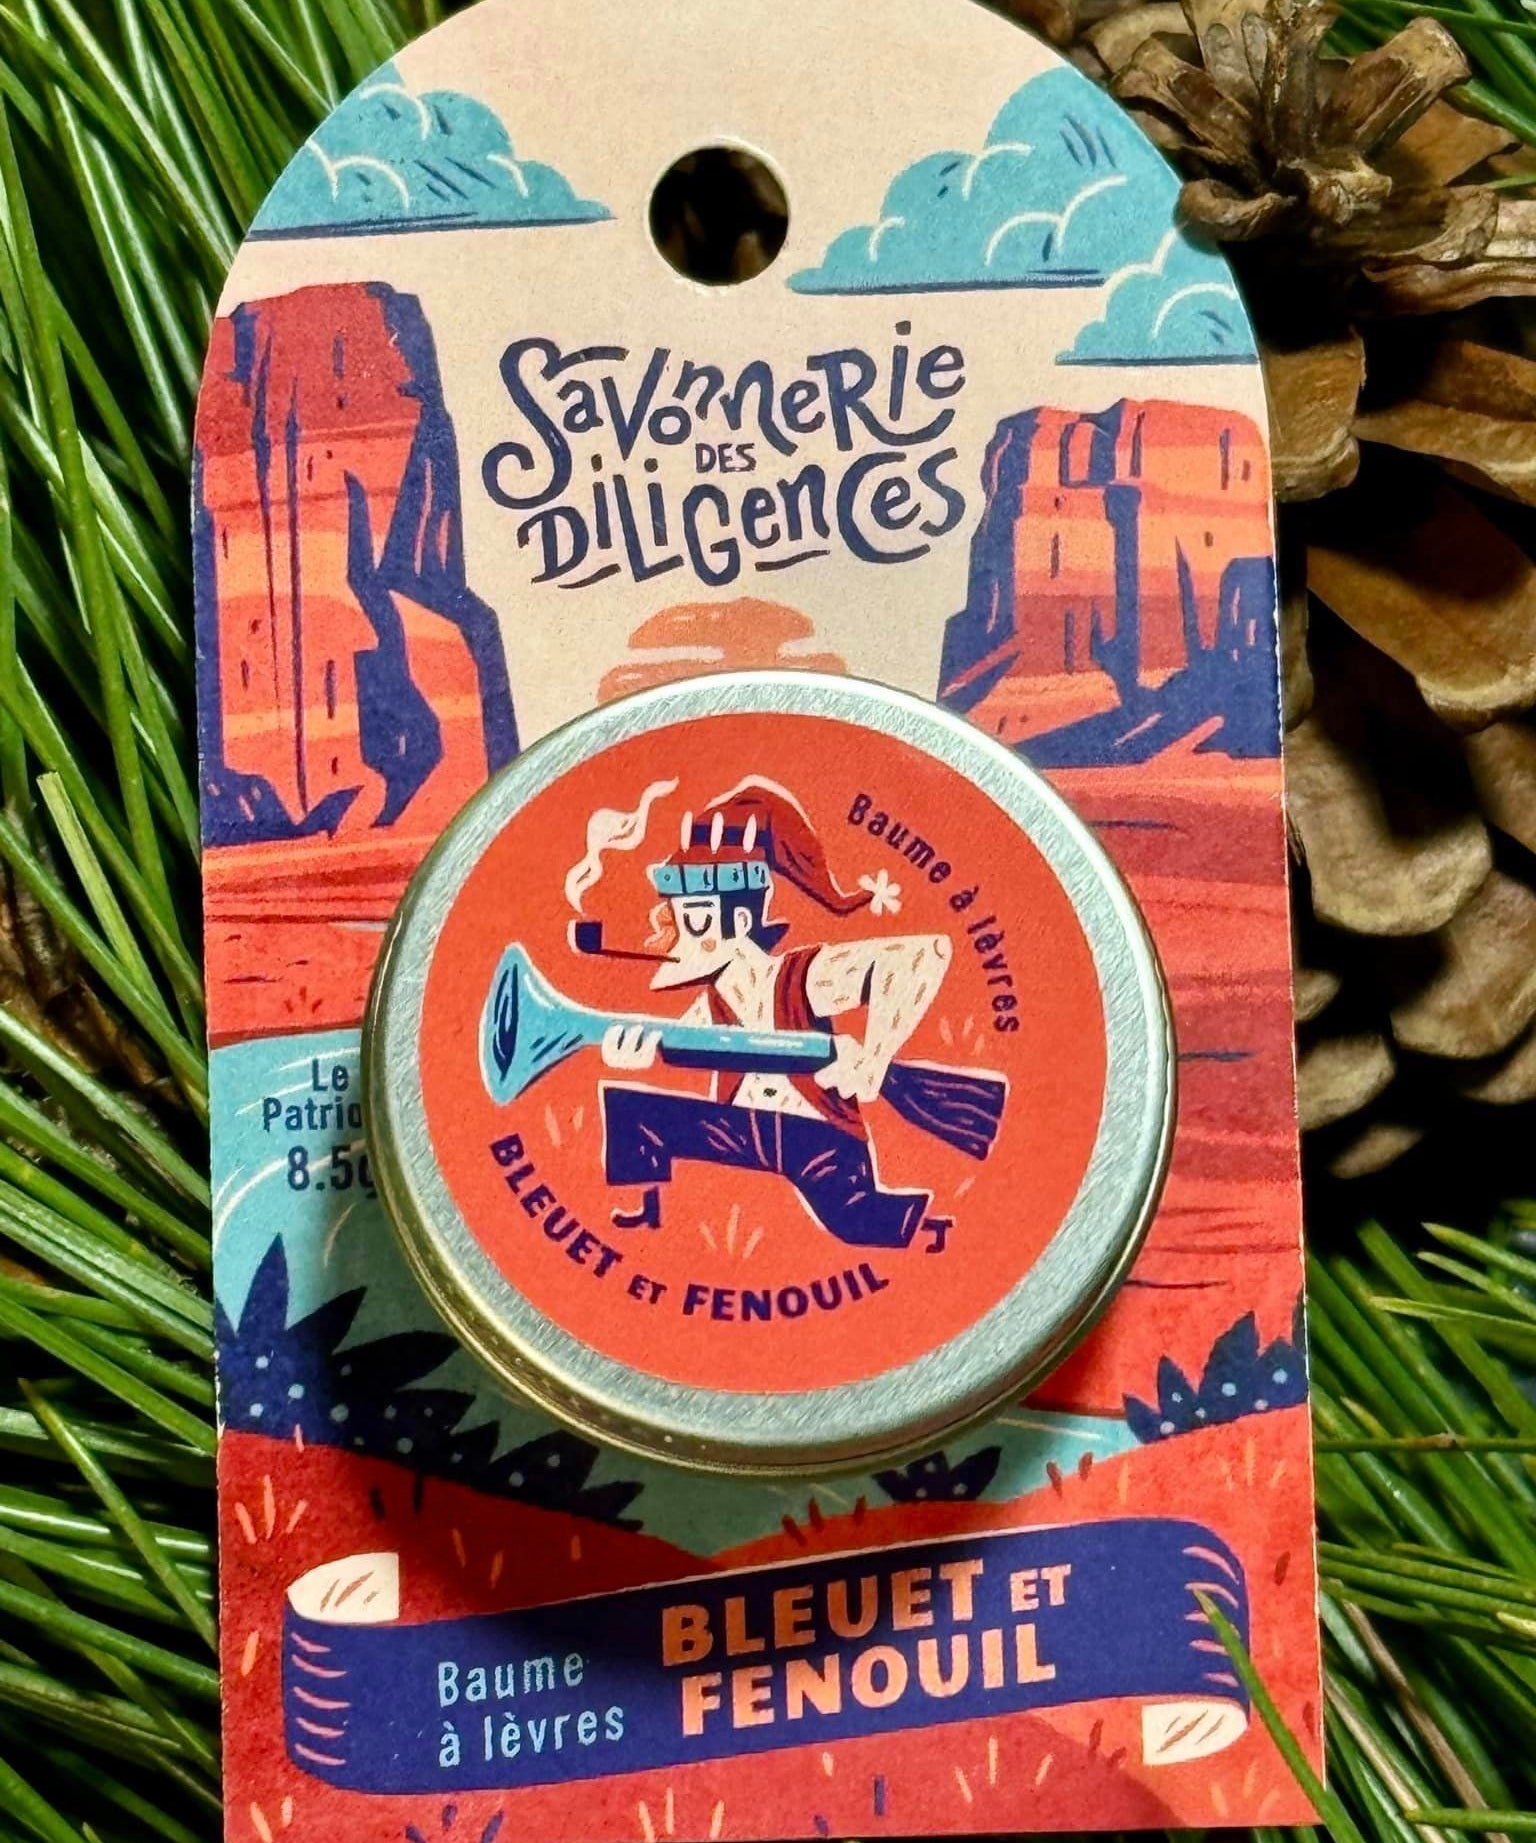 Savonnerie
DES
Diligences
Baume à lèvres
BLEUET ET FENOUIL
Le
8.5g
Baume
à lèvres
BLEUET ET
FENOUIL